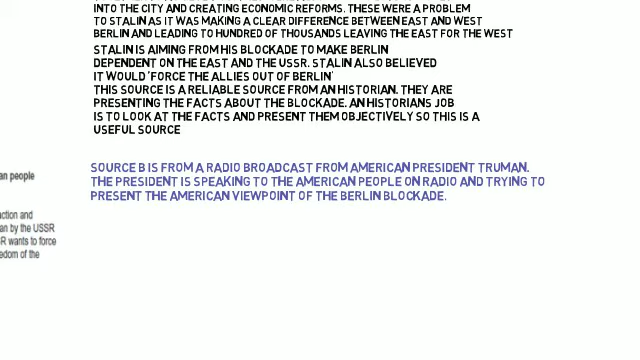 INTO THE CITY AND CREATING ECONOMIC REFORMS. THESE WERE A PROBLEM
TO STALIN AS IT WAS MAKING A CLEAR DIFFERENCE BETWEEN EAST AND WEST
BERLIN AND LEADING TO HUNDRED OF THOUSANDS LEAVING THE EAST FOR THE WEST
STALIN IS AIMING FROM HIS BLOCKADE TO MAKE BERLIN
DEPENDENT ON THE EAST AND THE USSR. STALIN ALSO BELIEVED
IT WOULD 'FORCE THE ALLIES OUT OF BERLIN'
THIS SOURCE IS A RELIABLE SOURCE FROM AN HISTORIAN. THEY ARE
PRESENTING THE FACTS ABOUT THE BLOCKADE. AN HISTORIANS JOB
IS TO LOOK AT THE FACTS AND PRESENT THEM OBJECTIVELY SO THIS IS A
USEFUL SOURCE
SOURCE B IS FROM A RADIO BROADCAST FROM AMERICAN PRESIDENT TRUMAN.
THE PRESIDENT IS SPEAKING TO THE AMERICAN PEOPLE ON RADIO AND TRYING TO
PRESENT THE AMERICAN VIEWPOINT OF THE BERLIN BLOCKADE.
an people
action and
an by the USSR
R wants to force
edom of the